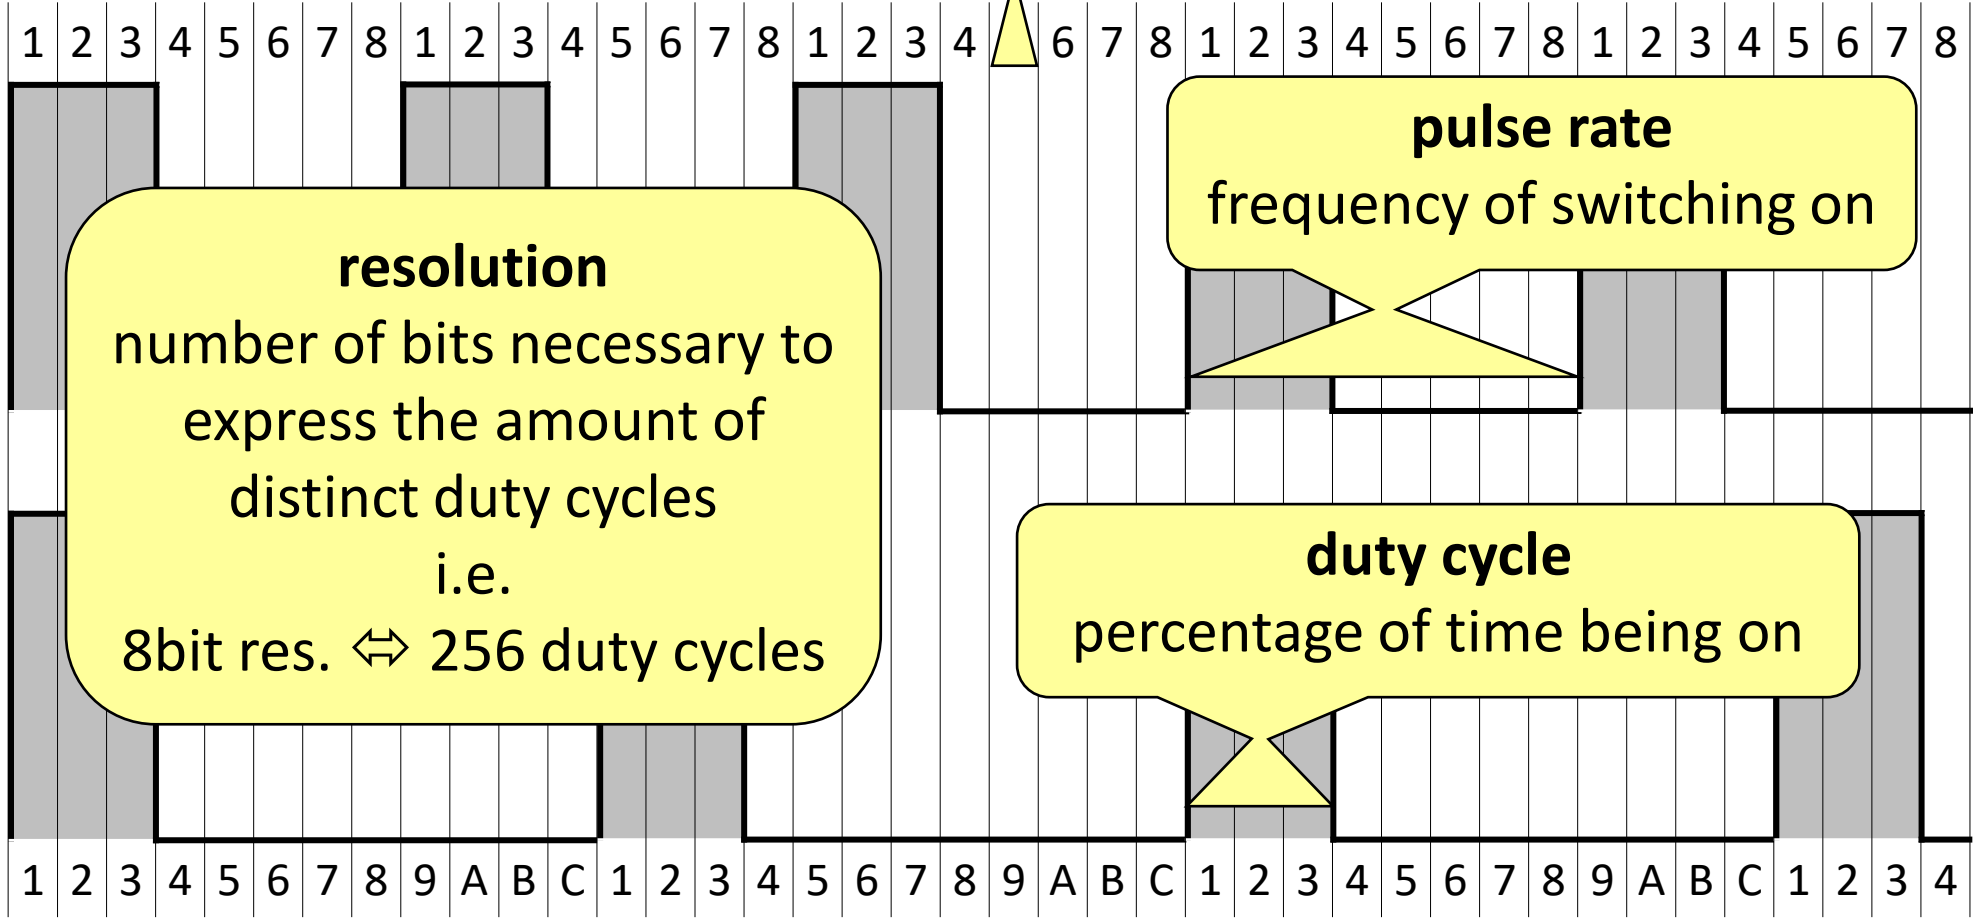 1 2 3 4 5 6 7 8 1 2 3 4 5 6 7 8 1 2 3 4 6 7 8 1 2 3 4 5 6 7 8 1 2 3 4 5 6 7 8
pulse rate
frequency of switching on
resolution
number of bits necessary to
express the amount of
distinct duty cycles
i.e.
8bit res. ⬄ 256 duty cycles
duty cycle
percentage of time being on
1 2 3 4 5 6 7 8 9 A B C 1 2 3 4 5 6 7 8 9 A B C 1 2 3 4 5 6 7 8 9 A B C 1 2 3 4